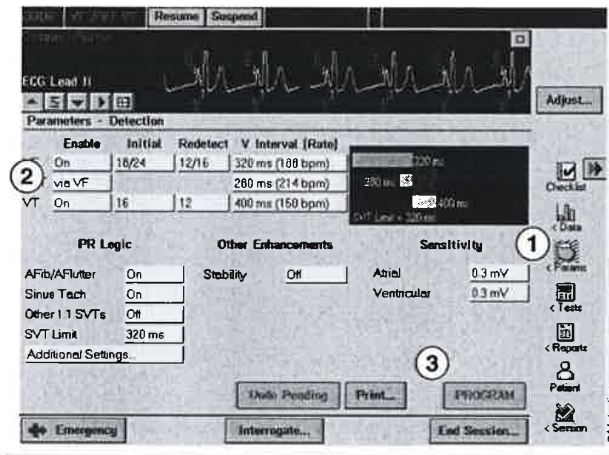 Resume Suspend
ECG Lead II
Adjust...
Parameters - Detection
Enable Initial Redetect V Interval (Rate)
On 18/24 12/16 320 ms (188 bpm)
320 ms
2
via VF 280 ms (214 bpm)
280 ms
VT On 16 12 400 ms (150 bpm)
400 ms
SVT Limit = 320 ms
Checklist
< Data
1
< Params
< Tests
< Reports
Patient
< Session
PR Logic Other Enhancements Sensitivity
AFib/AFlutter On Stability Off Atrial 0.3 mV
Sinus Tach On Ventricular 0.3 mV
Other 1:1 SVTs Off
SVT Limit 320 ms
Additional Settings...
3
Undo Pending Print... PROGRAM
Emergency Interrogate... End Session...